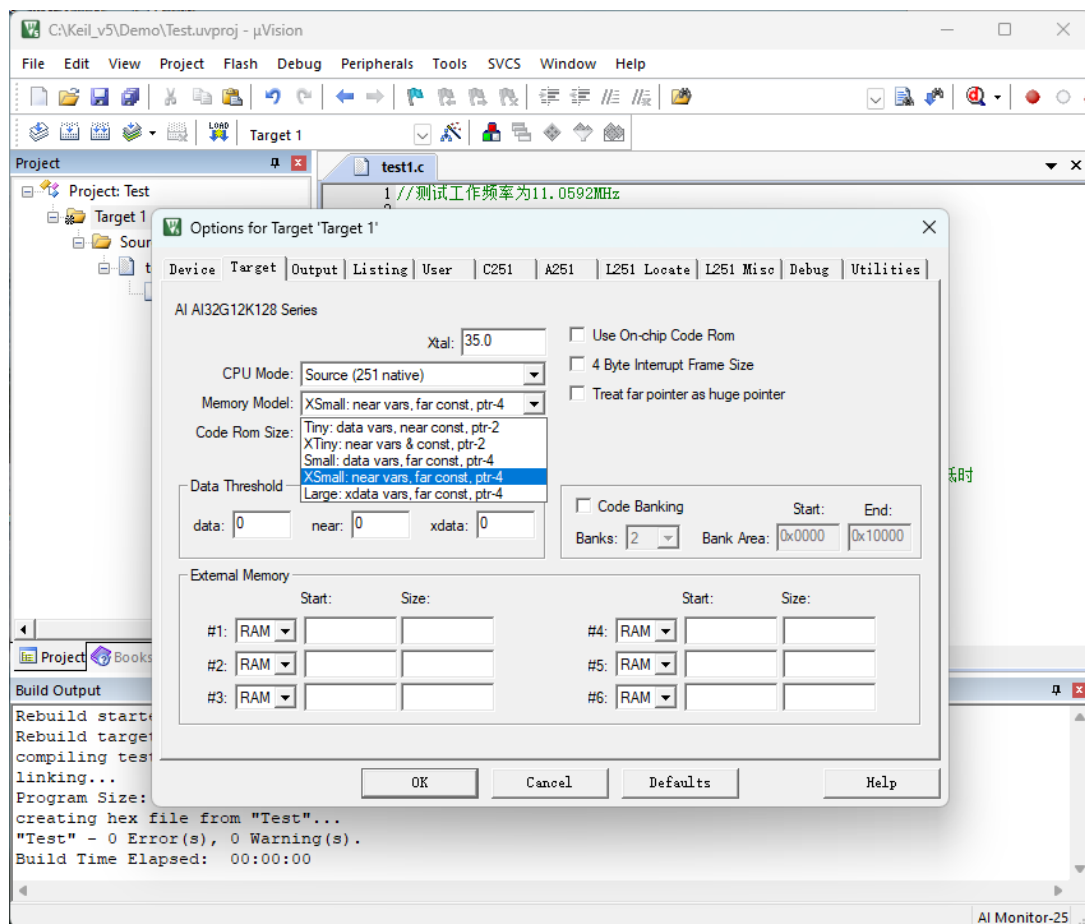 C:\Keil_v5\Demo\Test.uvproj - µVision
File Edit View Project Flash Debug Peripherals Tools SVCS Window Help
LOAD Target 1
Project
test1.c
Project: Test
1 //测试工作频率为11.0592MHz
2
Target 1
Sour
t
Options for Target 'Target 1'
Device Target Output Listing User C251 A251 L251 Locate L251 Misc Debug Utilities
AI AI32G12K128 Series
Xtal: 35.0
Use On-chip Code Rom
CPU Mode: Source (251 native)
4 Byte Interrupt Frame Size
Memory Model: XSmall: near vars, far const, ptr-4
Treat far pointer as huge pointer
Code Rom Size:
Tiny: data vars, near const, ptr-2
XTiny: near vars & const, ptr-2
Small: data vars, far const, ptr-4
XSmall: near vars, far const, ptr-4
Large: xdata vars, far const, ptr-4
时
Data Threshold
data: 0 near: 0 xdata: 0
Code Banking Start: End:
Banks: 2 Bank Area: 0x0000 0x10000
External Memory
Start: Size: Start: Size:
#1: RAM #4: RAM
#2: RAM #5: RAM
#3: RAM #6: RAM
OK Cancel Defaults Help
Project Books
Build Output
Rebuild starte
Rebuild target
compiling test
linking...
Program Size:
creating hex file from "Test"...
"Test" - 0 Error(s), 0 Warning(s).
Build Time Elapsed: 00:00:00
AI Monitor-25